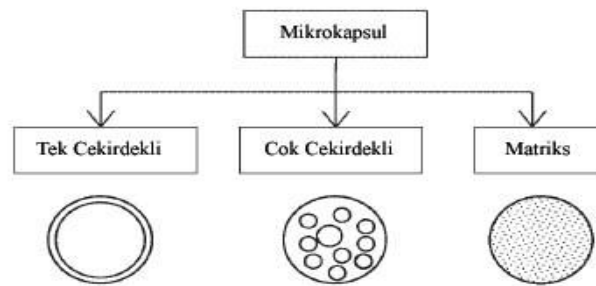 Mikrokapsul
Tek Cekirdekli
Cok Cekirdekli
Matriks